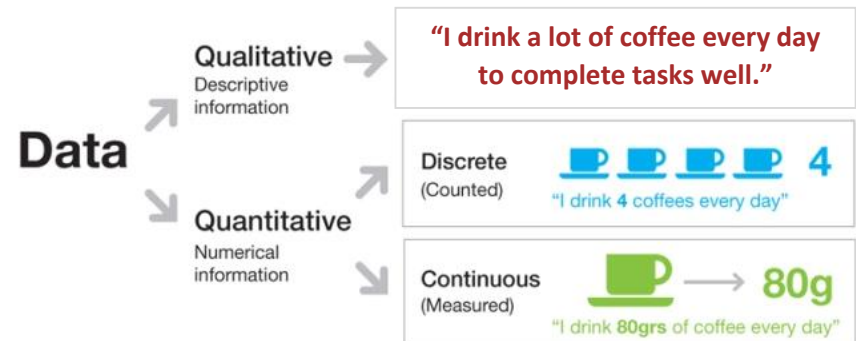 Data
Qualitative
Descriptive
information
“I drink a lot of coffee every day
to complete tasks well.”
Quantitative
Numerical
information
Discrete
(Counted)
4
“I drink 4 coffees every day”
Continuous
(Measured)
80g
“I drink 80grs of coffee every day”